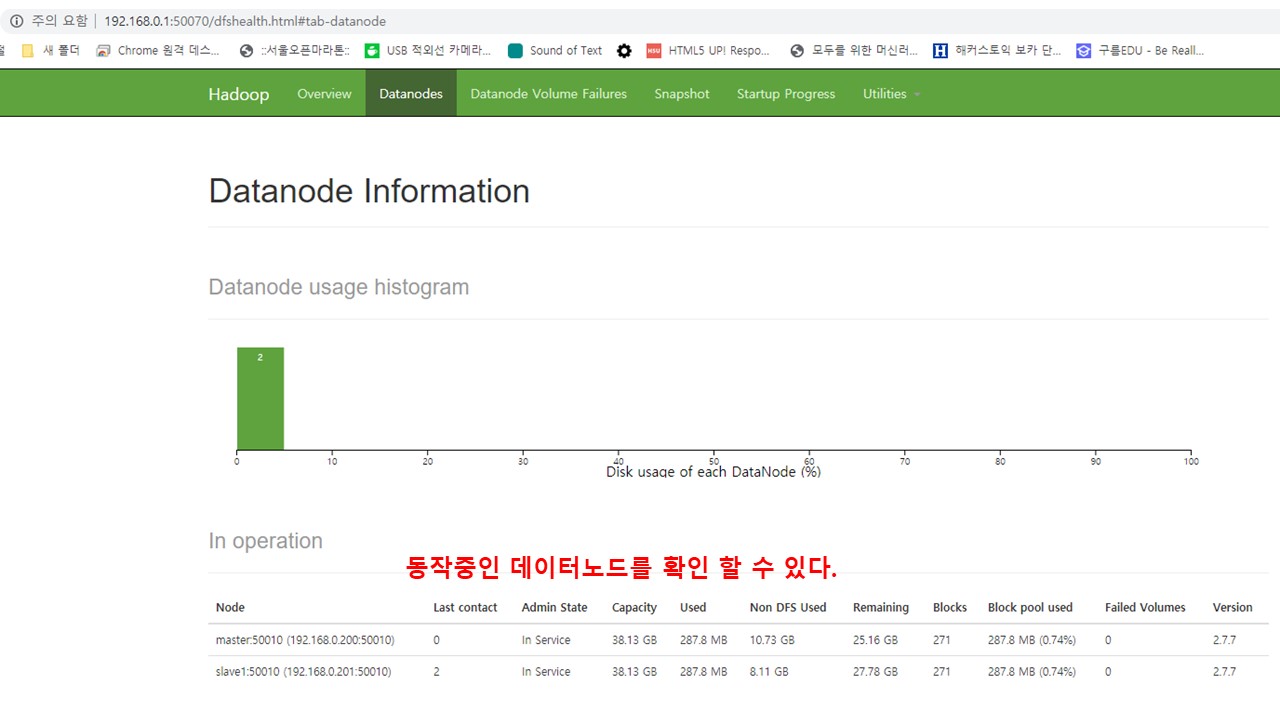 주의 요함 192.168.0.1:50070/dfshealth.html#tab-datanode
새 폴더 Chrome 원격 데스... ::서울오픈마라톤:: USB 적외선 카메라... Sound of Text HTML5 UP! Respo... 모두를 위한 머신러... 해커스토익 보카 단... 구름EDU - Be Reall...
Hadoop Overview Datanodes Datanode Volume Failures Snapshot Startup Progress Utilities
Datanode Information
Datanode usage histogram
2
0 10 20 30 40 50 60 70 80 90 100
Disk usage of each DataNode (%)
In operation
동작중인 데이터노드를 확인 할 수 있다.
Node Last contact Admin State Capacity Used Non DFS Used Remaining Blocks Block pool used Failed Volumes Version
master:50010 (192.168.0.200:50010) 0 In Service 38.13 GB 287.8 MB 10.73 GB 25.16 GB 271 287.8 MB (0.74%) 0 2.7.7
slave1:50010 (192.168.0.201:50010) 2 In Service 38.13 GB 287.8 MB 8.11 GB 27.78 GB 271 287.8 MB (0.74%) 0 2.7.7